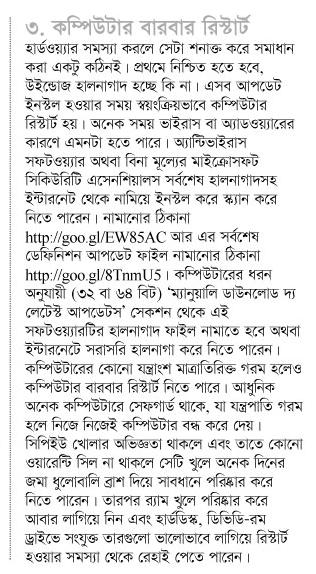 ৩. কম্পিউটার বারবার রিস্টার্ট
হার্ডওয়্যার সমস্যা করলে সেটা শনাক্ত করে সমাধান
করা একটু কঠিনই। প্রথমে নিশ্চিত হতে হবে,
উইন্ডোজ হালনাগাদ হচ্ছে কি না। এসব আপডেট
ইনস্টল হওয়ার সময় স্বয়ংক্রিয়ভাবে কম্পিউটার
রিস্টার্ট হয়। অনেক সময় ভাইরাস বা অ্যাডওয়্যারের
কারণে এমনটা হতে পারে। অ্যান্টিভাইরাস
সফটওয়্যার অথবা বিনা মূল্যের মাইক্রোসফট
সিকিউরিটি এসেনশিয়ালস সর্বশেষ হালনাগাদসহ
ইন্টারনেট থেকে নামিয়ে ইনস্টল করে স্ক্যান করে
নিতে পারেন। নামানোর ঠিকানা
http://goo.gl/EW85AC আর এর সর্বশেষ
ডেফিনিশন আপডেট ফাইল নামানোর ঠিকানা
http://goo.gl/8TnmU5। কম্পিউটারের ধরন
অনুযায়ী (৩২ বা ৬৪ বিট) ‘ম্যানুয়ালি ডাউনলোড দ্য
লেটেস্ট আপডেটস’ সেকশন থেকে এই
সফটওয়্যারটির হালনাগাদ ফাইল নামাতে হবে অথবা
ইন্টারনেটে সরাসরি হালনাগা করে নিতে পারেন।
কম্পিউটারের কোনো যন্ত্রাংশ মাত্রাতিরিক্ত গরম হলেও
কম্পিউটার বারবার রিস্টার্ট নিতে পারে। আধুনিক
অনেক কম্পিউটারে সেফগার্ড থাকে, যা যন্ত্রপাতি গরম
হলে নিজে নিজেই কম্পিউটার বন্ধ করে দেয়।
সিপিইউ খোলার অভিজ্ঞতা থাকলে এবং তাতে কোনো
ওয়ারেন্টি সিল না থাকলে সেটি খুলে অনেক দিনের
জমা ধুলোবালি ব্রাশ দিয়ে সাবধানে পরিষ্কার করে
নিতে পারেন। তারপর র‍্যাম খুলে পরিষ্কার করে
আবার লাগিয়ে নিন এবং হার্ডডিস্ক, ডিভিডি-রম
ড্রাইভে সংযুক্ত তারগুলো ভালোভাবে লাগিয়ে রিস্টার্ট
হওয়ার সমস্যা থেকে রেহাই পেতে পারেন।